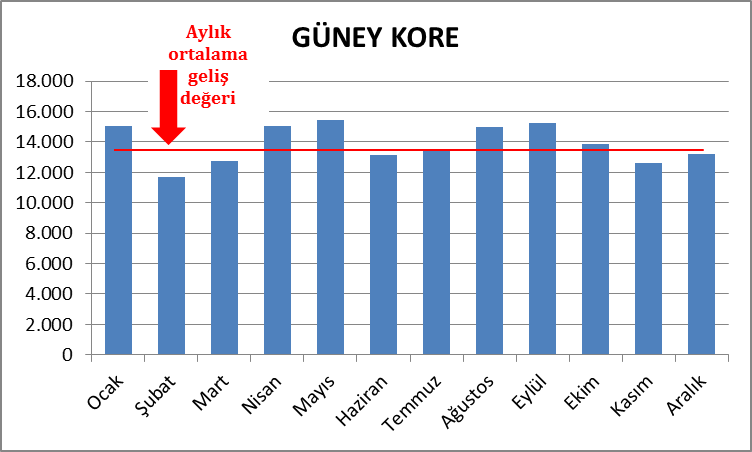 Aylık
ortalama
geliş
değeri
GÜNEY KORE
18.000
16.000
14.000
12.000
10.000
8.000
6.000
4.000
2.000
0
Ocak
Şubat
Mart
Nisan
Mayıs
Haziran
Temmuz
Ağustos
Eylül
Ekim
Kasım
Aralık